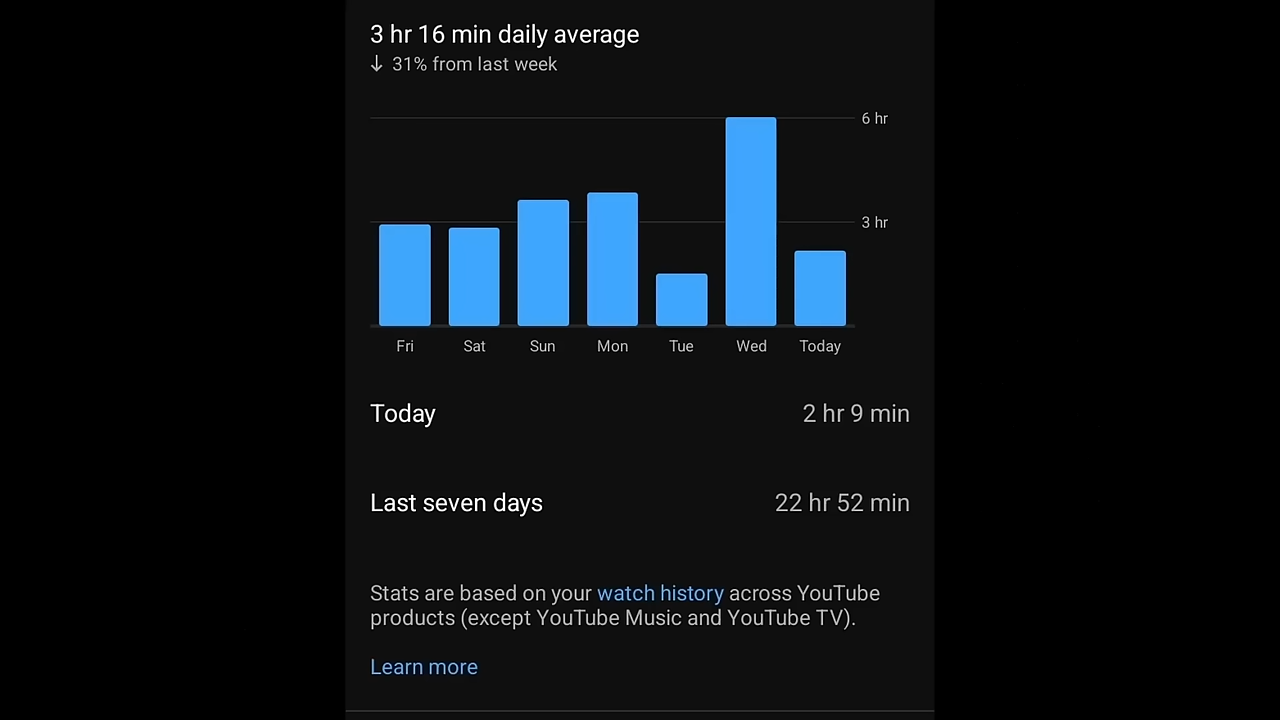 3 hr 16 min daily average
↓ 31% from last week
6 hr
3 hr
Fri Sat Sun Mon Tue Wed Today
Today 2 hr 9 min
Last seven days 22 hr 52 min
Stats are based on your watch history across YouTube
products (except YouTube Music and YouTube TV).
Learn more